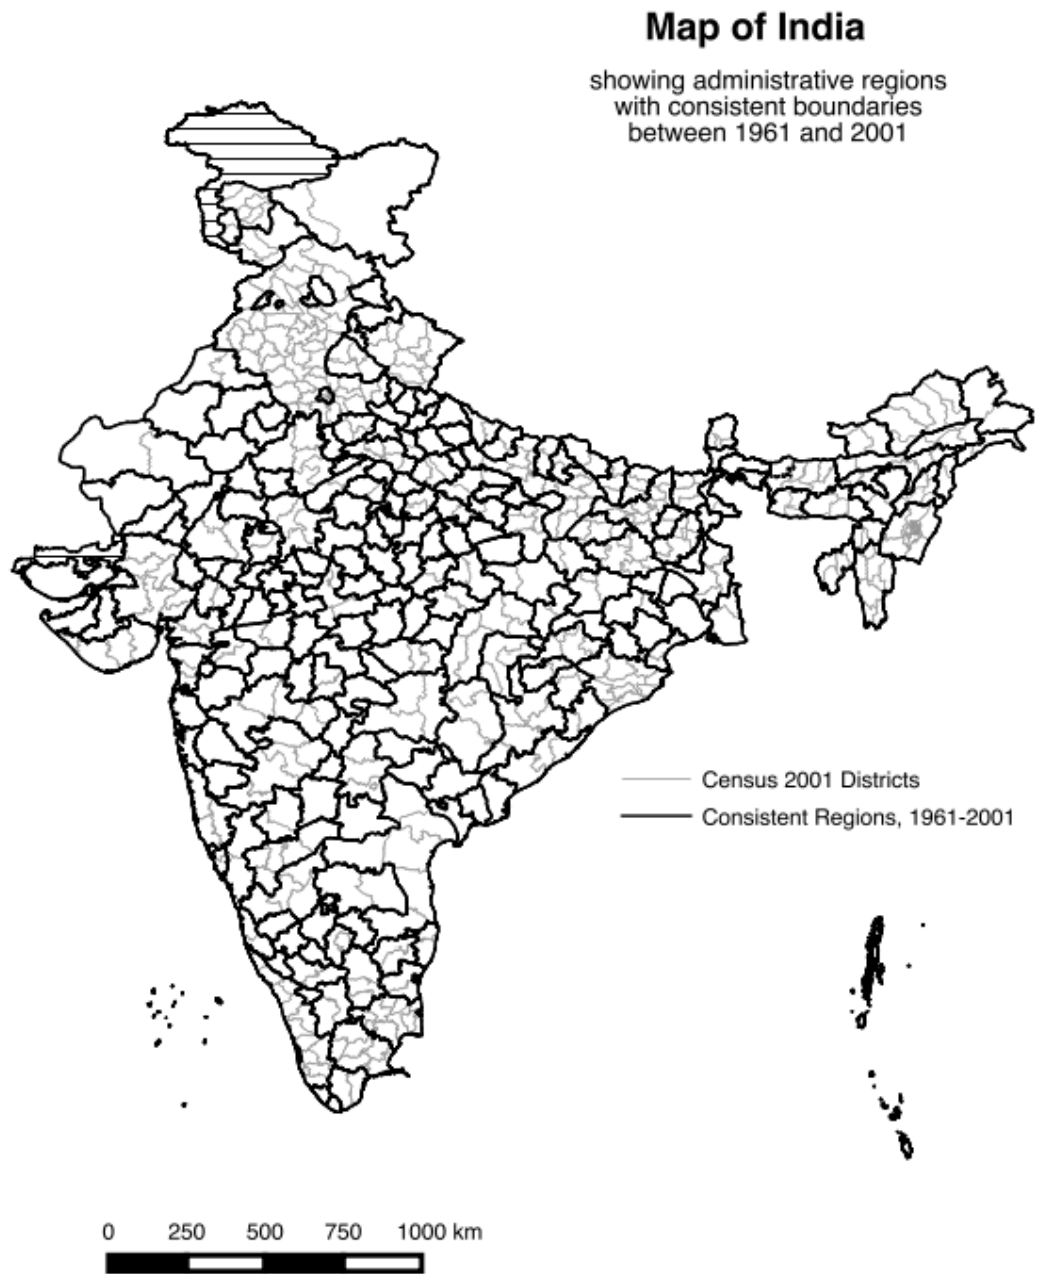 Map of India
showing administrative regions
with consistent boundaries
between 1961 and 2001
Census 2001 Districts
Consistent Regions, 1961-2001
0 250 500 750 1000 km